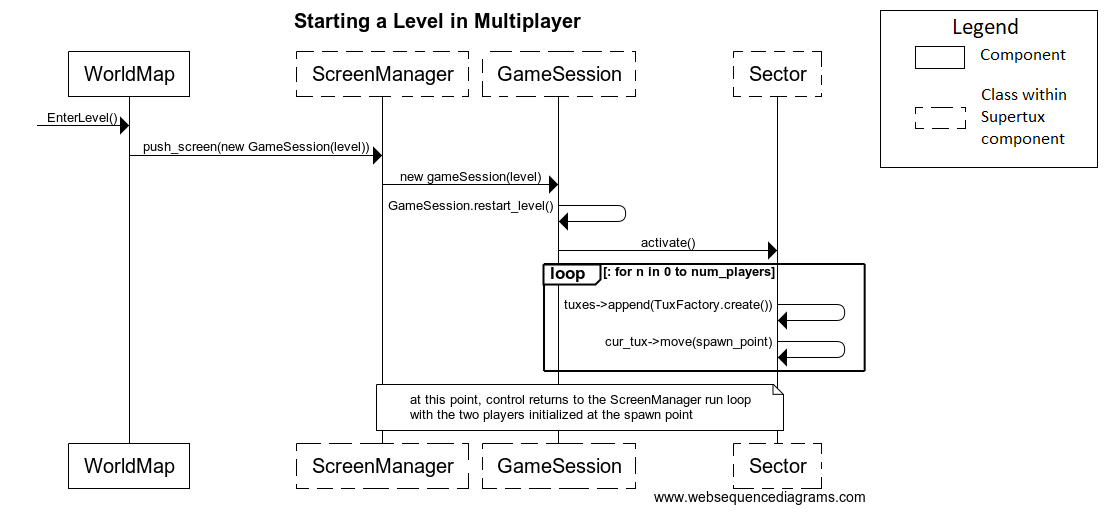 Starting a Level in Multiplayer
Legend
Component
Class within
Supertux
component
WorldMap
ScreenManager
GameSession
Sector
EnterLevel()
push_screen(new GameSession(level))
new gameSession(level)
GameSession.restart_level()
activate()
loop
[: for n in 0 to num_players]
tuxes->append(TuxFactory.create())
cur_tux->move(spawn_point)
at this point, control returns to the ScreenManager run loop
with the two players initialized at the spawn point
WorldMap
ScreenManager
GameSession
Sector
www.websequencediagrams.com